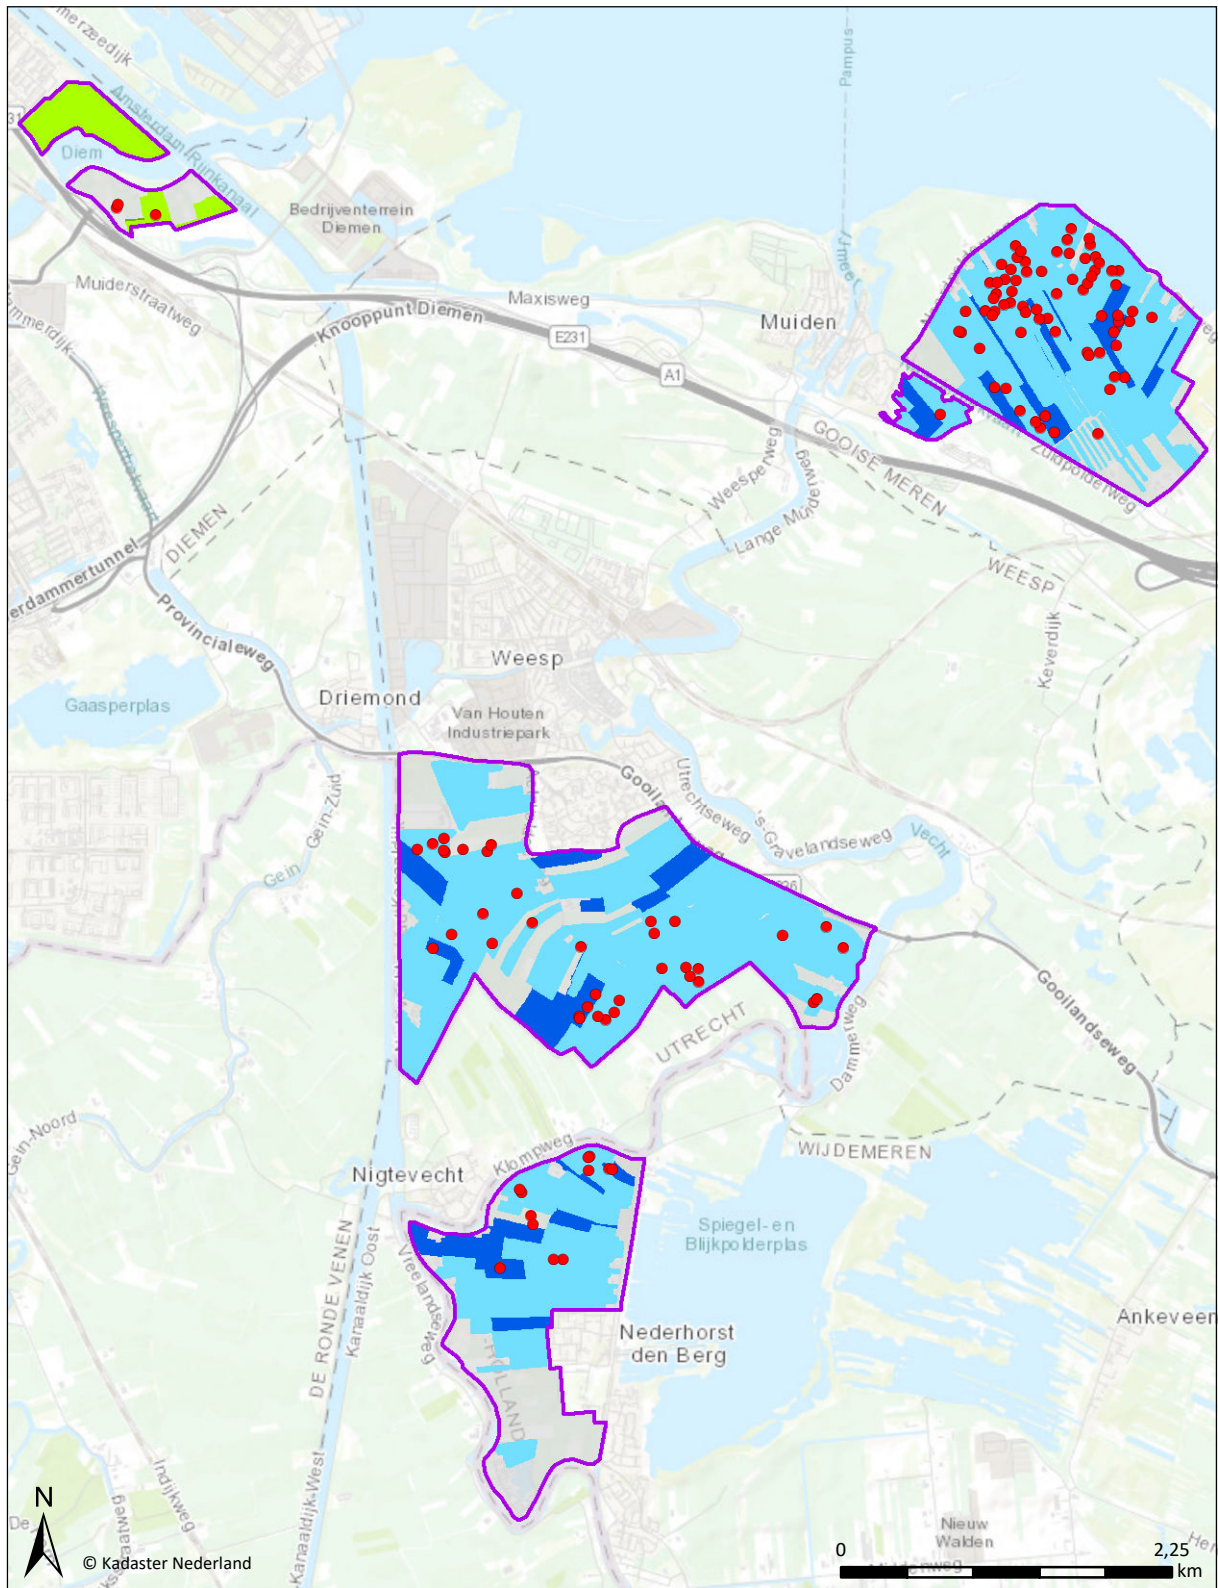 Pampus
Amsterdam Rijnkanaal
Diem
Bedrijventerrein
Diemen
IJmeer
Muiderstraatweg
Maxisweg
Knooppunt Diemen
Muiden
E231
A1
GOOISE MEREN
Weesperweg
Lange Muiderweg
Zuidpolderweg
DIEMEN
WEESP
Provincialeweg
Keverdijk
Weesp
Gaasperplas
Driemond
Van Houten
Industriepark
Gein-Zuid
Utrechtseweg
's-Gravelandseweg
Vecht
Gein
Gooilandseweg
UTRECHT
Dammerweg
Gein-Noord
Klompweg
WIJDEMEREN
Nigtevecht
Spiegel- en
Blijkpolderplas
DE RONDE VENEN
Kanaaldijk Oost
Vreelandseweg
Nederhorst
den Berg
Ankeveen
Kanaaldijk-West
Indijkweg
N
© Kadaster Nederland
Nieuw
Walden
0
2,25
km